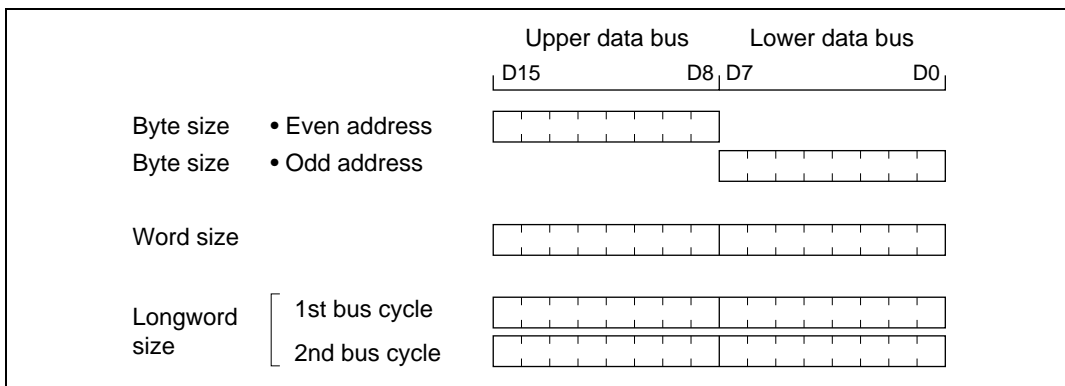 Upper data bus Lower data bus
D15 D8 D7 D0
Byte size • Even address
Byte size • Odd address
Word size
Longword size
1st bus cycle
2nd bus cycle